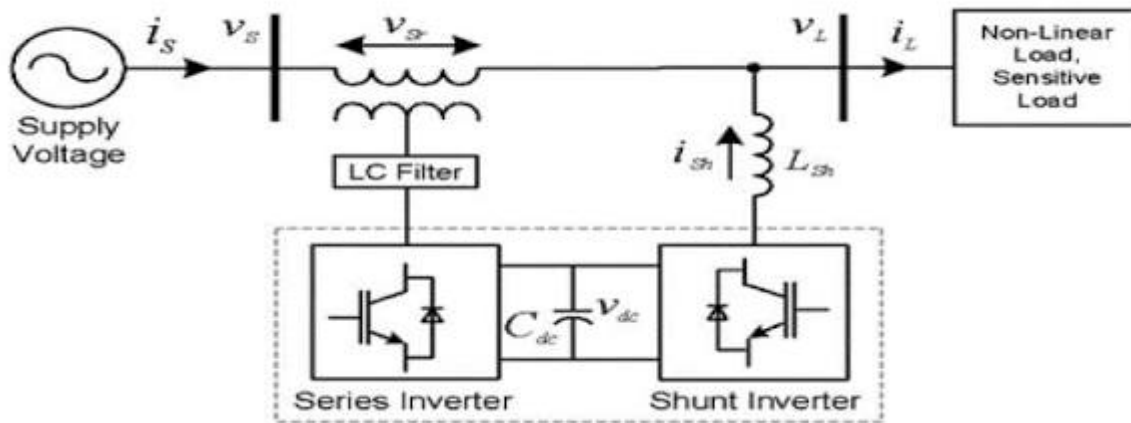 i_S
v_S
v_Sr
v_L
i_L
Non-Linear
Load,
Sensitive
Load
Supply
Voltage
LC Filter
i_Sh
L_Sh
C_dc
v_dc
Series Inverter
Shunt Inverter